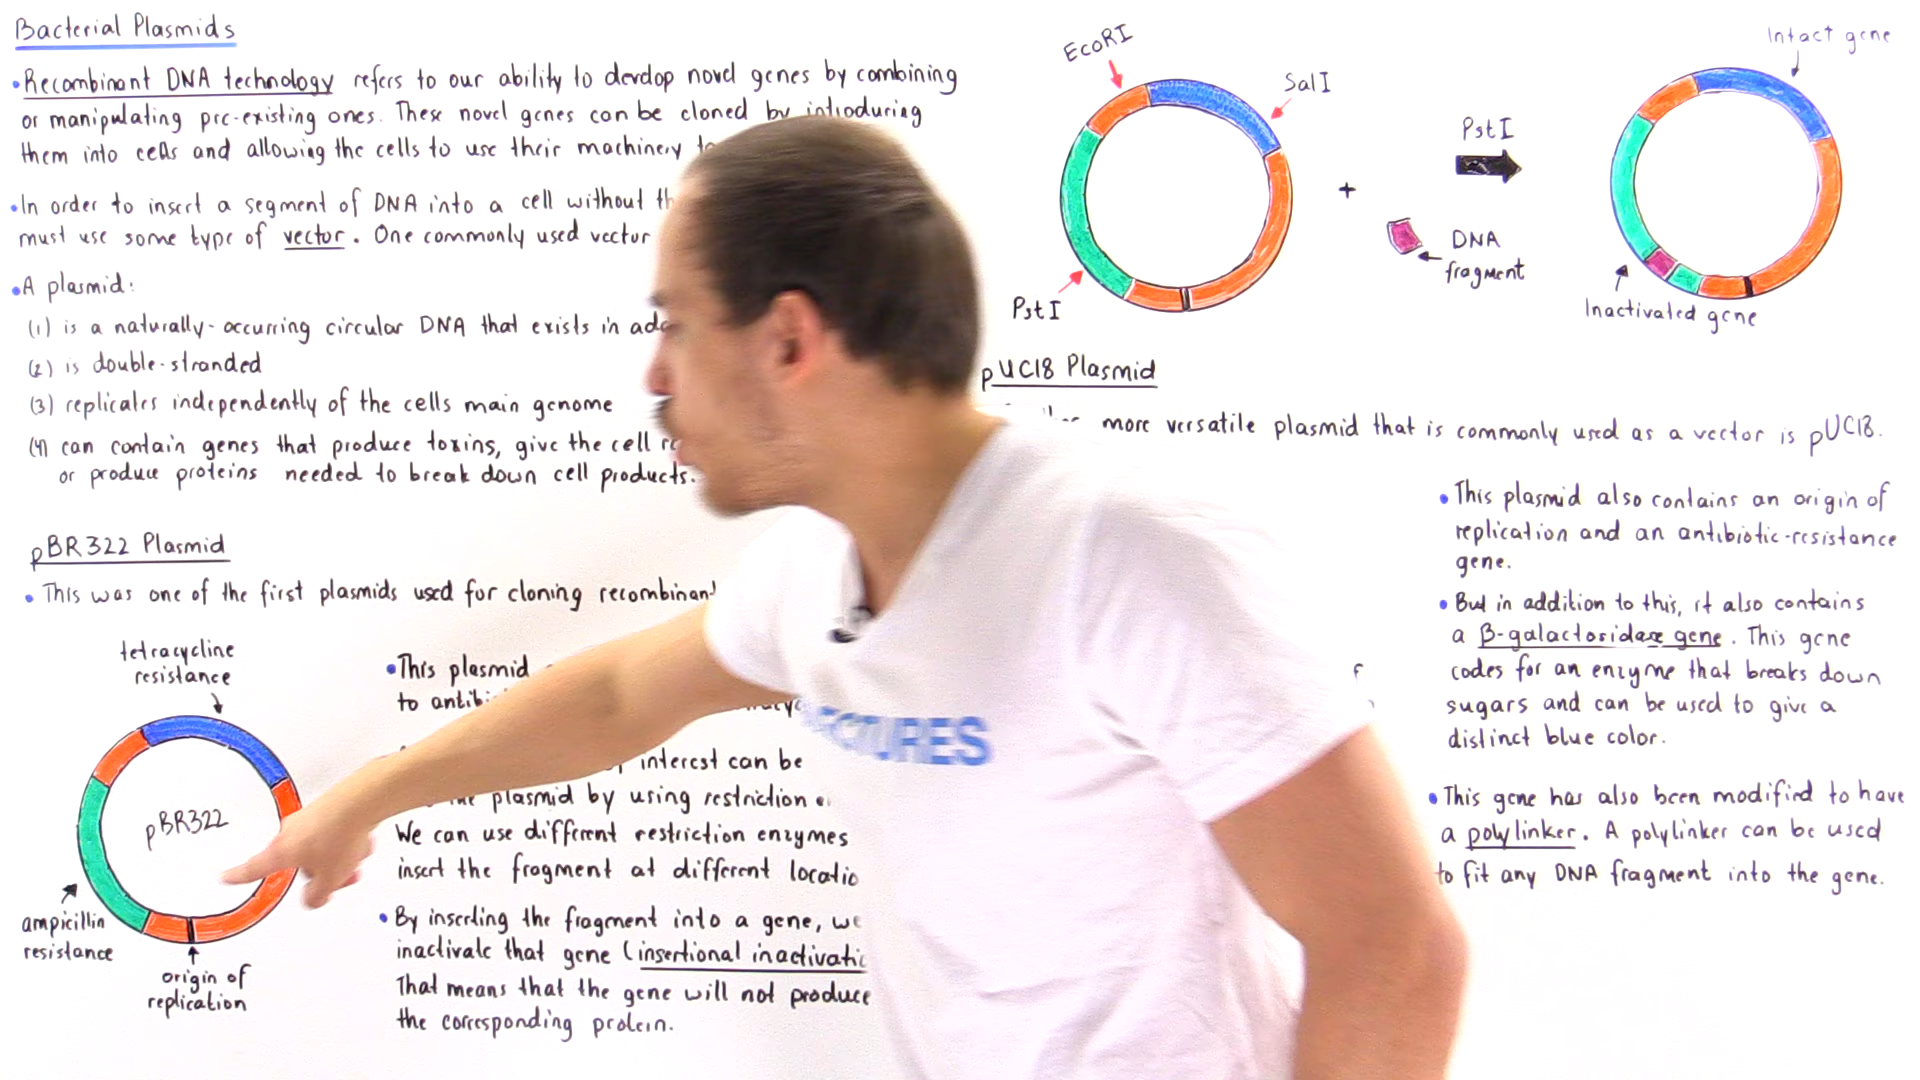 Bacterial Plasmids
• Recombinant DNA technology refers to our ability to develop novel genes by combining
or manipulating pre-existing ones. These novel genes can be cloned by introducing
them into cells and allowing the cells to use their machinery
• In order to insert a segment of DNA into a cell without
must use some type of vector. One commonly used vector
• A plasmid:
(1) is a naturally-occurring circular DNA that exists in
(2) is double-stranded
(3) replicates independently of the cells main genome
(4) can contain genes that produce toxins, give the cell
or produce proteins needed to break down cell products.
pBR322 Plasmid
• This was one of the first plasmids used for cloning recombinant
tetracycline
resistance
pBR322
ampicillin
resistance
origin of
replication
• This plasmid
to
interest can be
plasmid by using restriction
We can use different restriction enzymes
insert the fragment at different
• By inserting the fragment into a gene, we
inactivate that gene (insertional
That means that the gene will not produce
the corresponding protein.
ECTURES
EcoRI
SalI
PstI
+
DNA
fragment
PstI
Intact gene
Inactivated gene
pUC18 Plasmid
more versatile plasmid that is commonly used as a vector is pUC18.
• This plasmid also contains an origin of
replication and an antibiotic-resistance
gene.
• But in addition to this, it also contains
a β-galactosidase gene. This gene
codes for an enzyme that breaks down
sugars and can be used to give a
distinct blue color.
• This gene has also been modified to have
a polylinker. A polylinker can be used
to fit any DNA fragment into the gene.